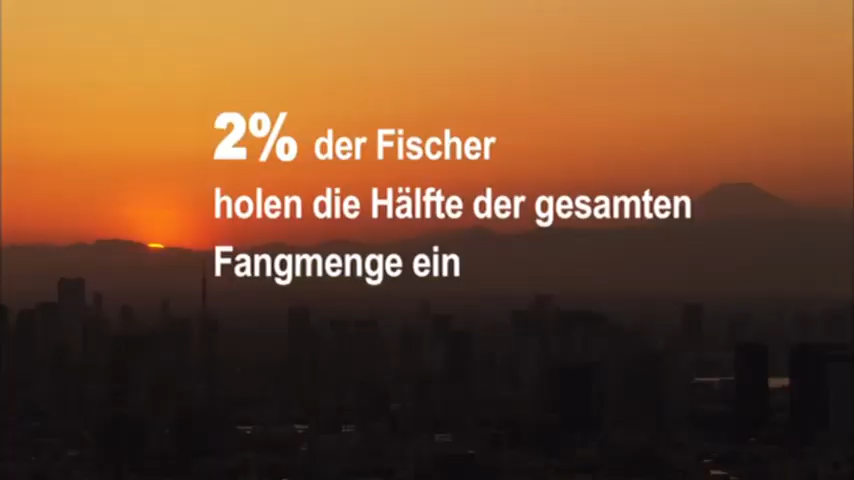 2% der Fischer
holen die Hälfte der gesamten
Fangmenge ein